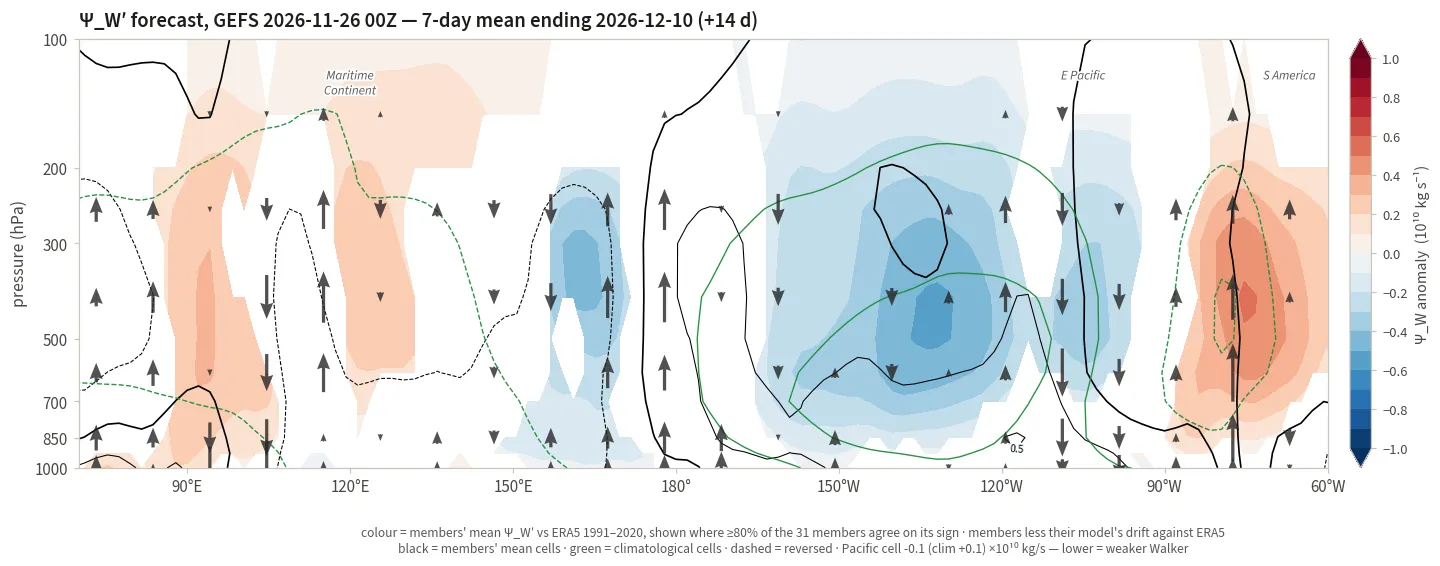 Ψ_W′ forecast, GEFS 2026-11-26 00Z — 7-day mean ending 2026-12-10 (+14 d)
100
200
300
500
700
850
1000
pressure (hPa)
Maritime
Continent
E Pacific
S America
0.5
90°E
120°E
150°E
180°
150°W
120°W
90°W
60°W
1.0
0.8
0.6
0.4
0.2
0.0
−0.2
−0.4
−0.6
−0.8
−1.0
Ψ_W anomaly (10¹⁰ kg s⁻¹)
colour = members' mean Ψ_W′ vs ERA5 1991–2020, shown where ≥80% of the 31 members agree on its sign · members less their model's drift against ERA5
black = members' mean cells · green = climatological cells · dashed = reversed · Pacific cell -0.1 (clim +0.1) ×10¹⁰ kg/s — lower = weaker Walker